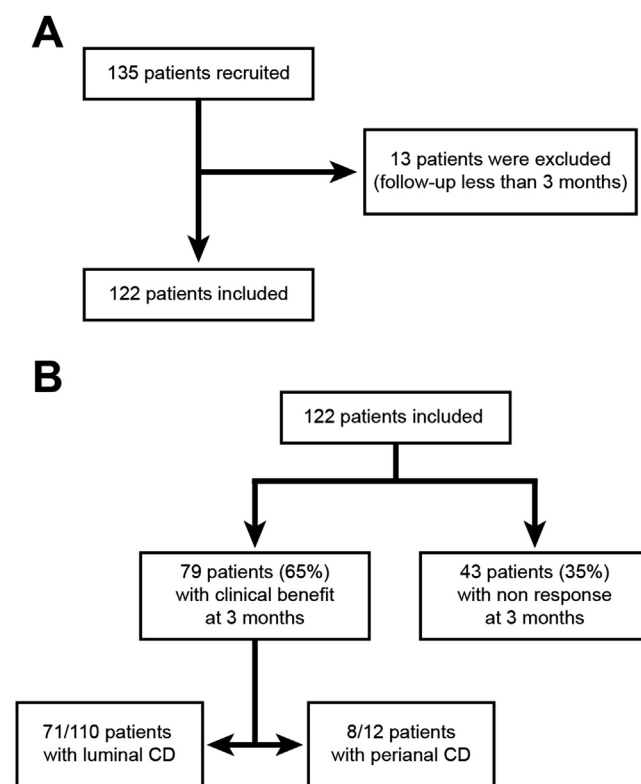 A
135 patients recruited
13 patients were excluded
(follow-up less than 3 months)
122 patients included
B
122 patients included
79 patients (65%)
with clinical benefit
at 3 months
43 patients (35%)
with non response
at 3 months
71/110 patients
with luminal CD
8/12 patients
with perianal CD